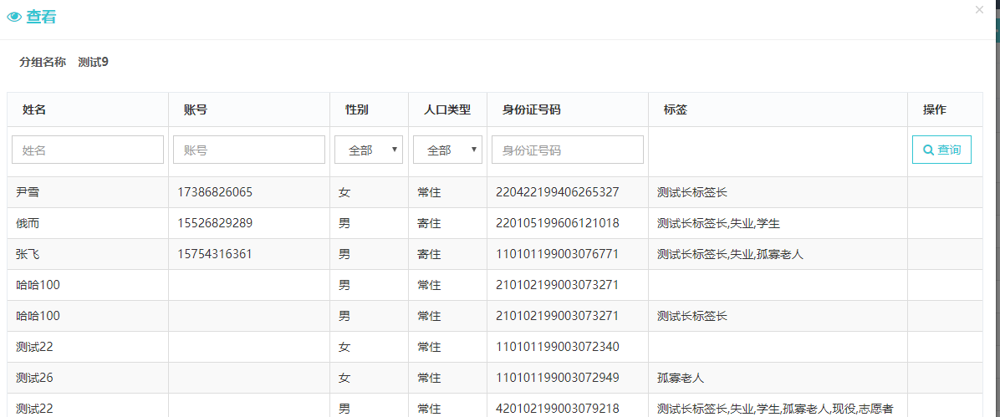 查看
×
分组名称 测试9
姓名 账号 性别 人口类型 身份证号码 标签 操作
姓名 账号 全部 全部 身份证号码 查询
尹雪 17386826065 女 常住 220422199406265327 测试长标签长
俄而 15526829289 男 寄住 220105199606121018 测试长标签长,失业,学生
张飞 15754316361 男 寄住 110101199003076771 测试长标签长,失业,孤寡老人
哈哈100 男 常住 210102199003073271
哈哈100 男 常住 210102199003073271 测试长标签长
测试22 女 常住 110101199003072340
测试26 女 常住 110101199003072949 孤寡老人
测试22 男 常住 420102199003079218 测试长标签长,失业,学生,孤寡老人,现役,志愿者